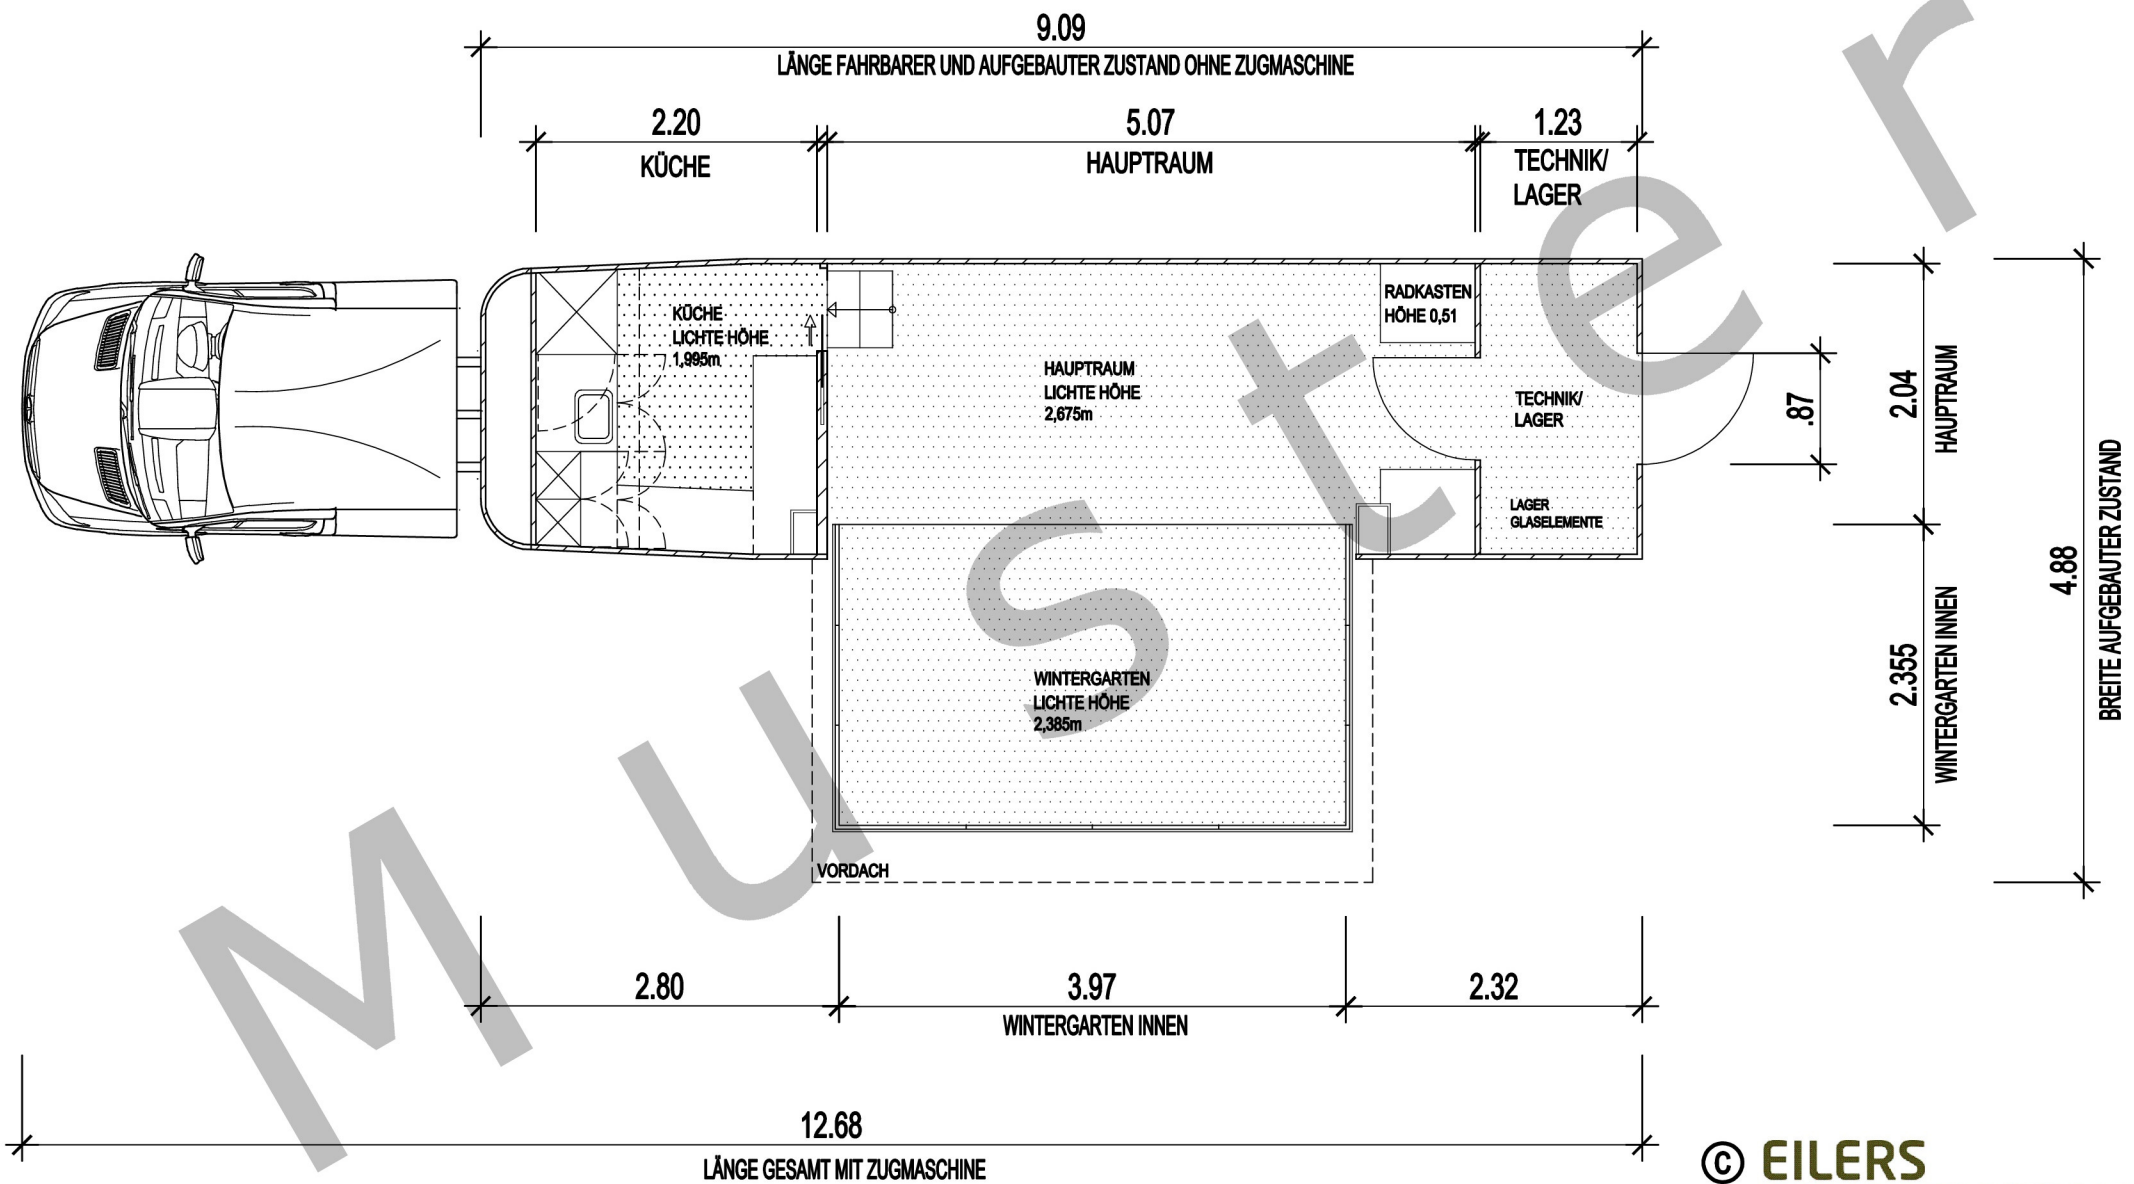 9.09
LÄNGE FAHRBARER UND AUFGEBAUTER ZUSTAND OHNE ZUGMASCHINE
2.20
KÜCHE
5.07
HAUPTRAUM
1.23
TECHNIK/
LAGER
KÜCHE
LICHTE HÖHE
1,995m
HAUPTRAUM
LICHTE HÖHE
2,675m
RADKASTEN
HÖHE 0,51
TECHNIK/
LAGER
LAGER
GLASELEMENTE
.87
2.04
HAUPTRAUM
2.355
WINTERGARTEN INNEN
4.88
BREITE AUFGEBAUTER ZUSTAND
WINTERGARTEN
LICHTE HÖHE
2,385m
VORDACH
2.80
3.97
WINTERGARTEN INNEN
2.32
12.68
LÄNGE GESAMT MIT ZUGMASCHINE
Muster
© EILERS